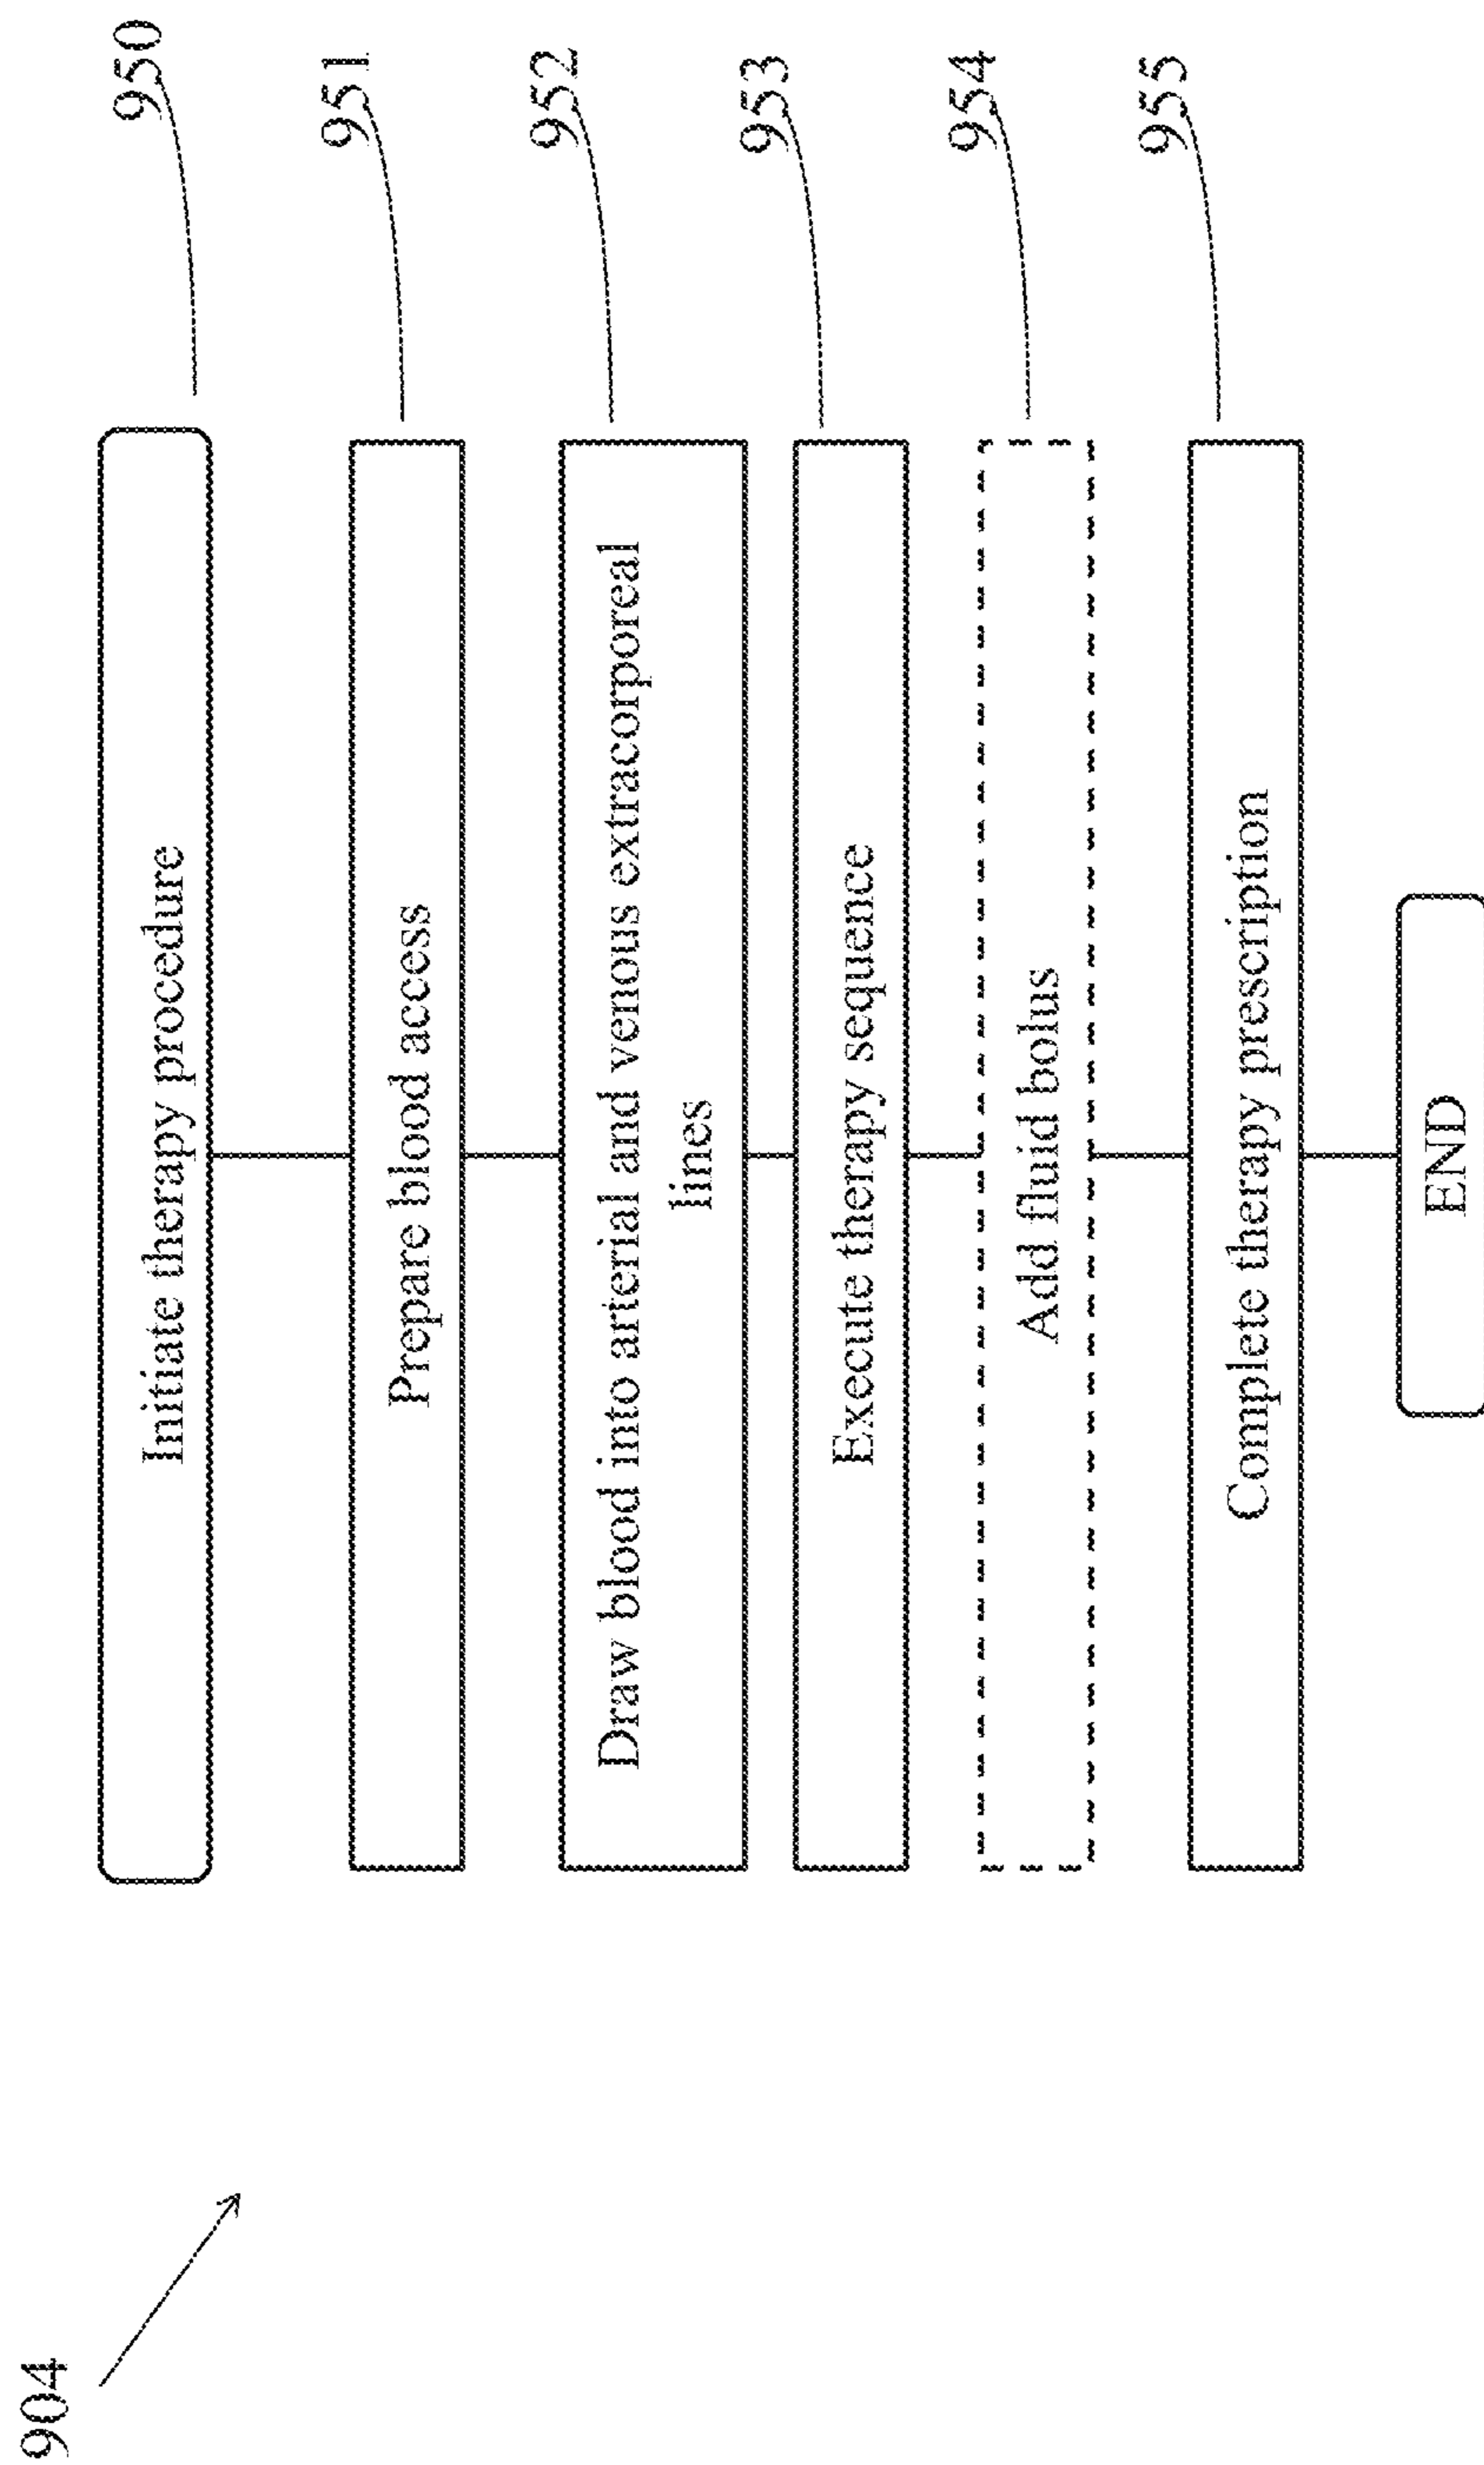 904
Initiate therapy procedure
950
Prepare blood access
951
Draw blood into arterial and venous extracorporeal
lines
952
Execute therapy sequence
953
Add fluid bolus
954
Complete therapy prescription
955
END